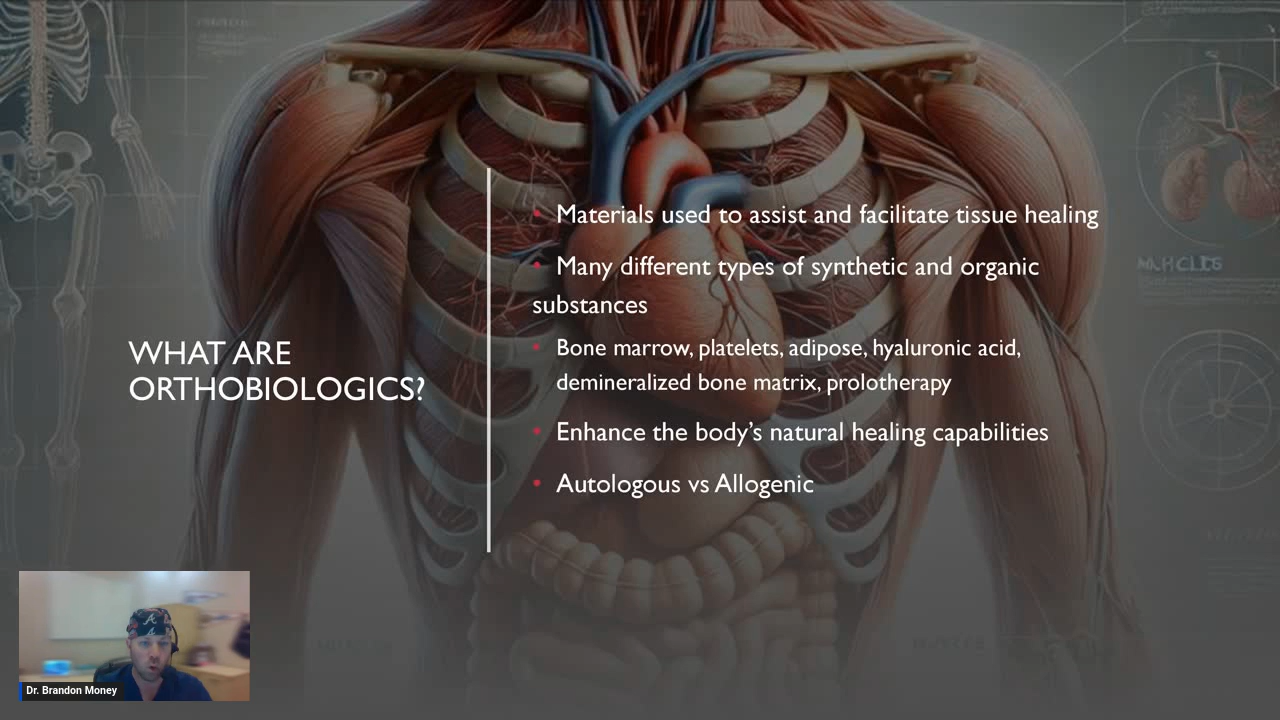 WHAT ARE
ORTHOBIOLOGICS?
• Materials used to assist and facilitate tissue healing
• Many different types of synthetic and organic
substances
• Bone marrow, platelets, adipose, hyaluronic acid,
demineralized bone matrix, prolotherapy
• Enhance the body’s natural healing capabilities
• Autologous vs Allogenic
Dr. Brandon Money